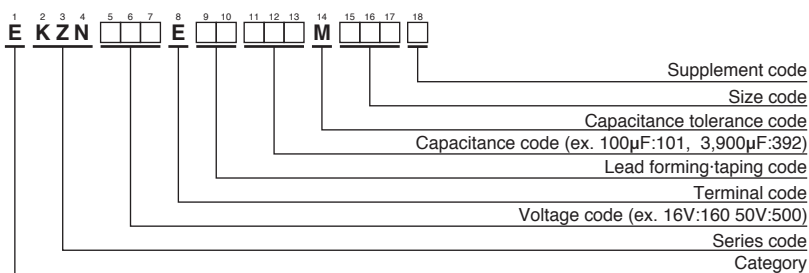 1 2 3 4 5 6 7 8 9 10 11 12 13 14 15 16 17 18
E KZN □□□ E □□ □□□ M □□□ □
Supplement code
Size code
Capacitance tolerance code
Capacitance code (ex. 100μF:101, 3,900μF:392)
Lead forming·taping code
Terminal code
Voltage code (ex. 16V:160 50V:500)
Series code
Category